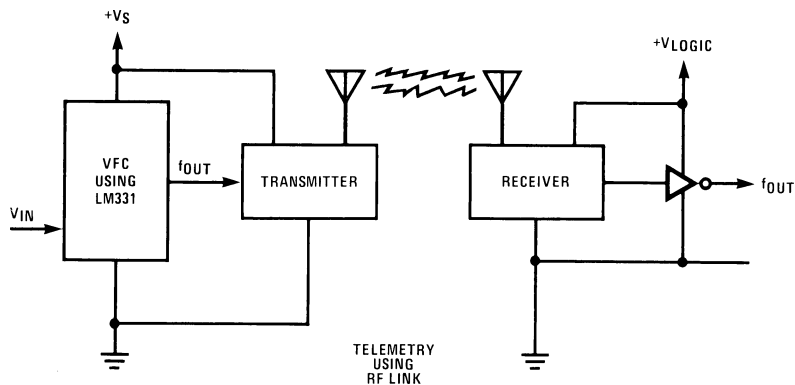 +VS
+VLOGIC
VFC
USING
LM331
fOUT
TRANSMITTER
RECEIVER
fOUT
VIN
TELEMETRY
USING
RF LINK